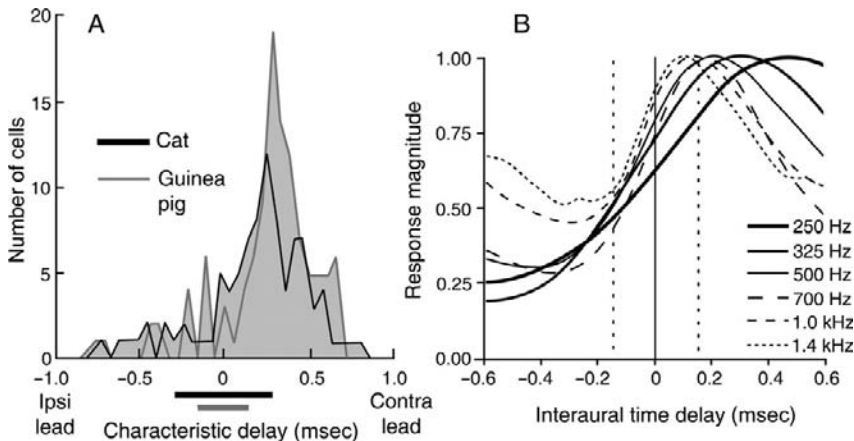 A
20
15
10
5
0
Number of cells
Cat
Guinea
pig
−1.0 −0.5 0 0.5 1.0
Ipsi
lead
Contra
lead
Characteristic delay (msec)
B
1.00
0.75
0.50
0.25
0.00
Response magnitude
250 Hz
325 Hz
500 Hz
700 Hz
1.0 kHz
1.4 kHz
−0.6 −0.4 −0.2 0 0.2 0.4 0.6
Interaural time delay (msec)